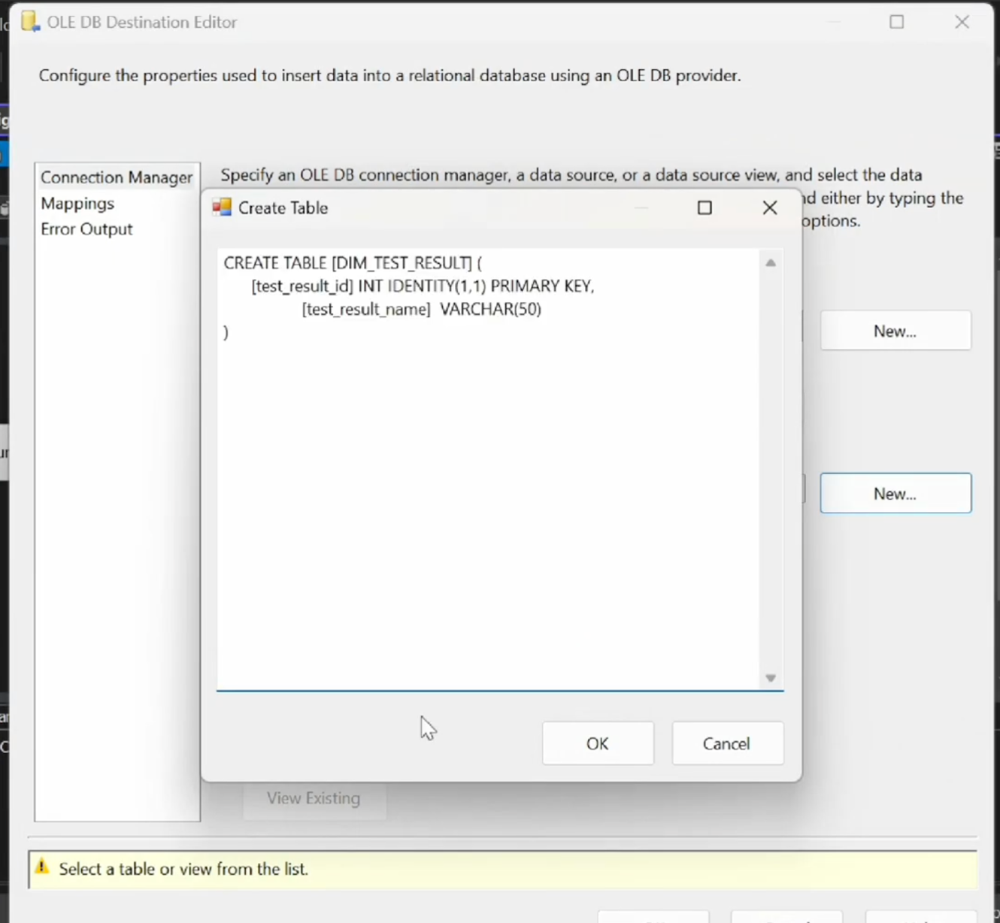 OLE DB Destination Editor
Configure the properties used to insert data into a relational database using an OLE DB provider.
Connection Manager
Mappings
Error Output
Specify an OLE DB connection manager, a data source, or a data source view, and select the data
nd either by typing the
options.
Create Table
CREATE TABLE [DIM_TEST_RESULT] (
[test_result_id] INT IDENTITY(1,1) PRIMARY KEY,
[test_result_name] VARCHAR(50)
)
New...
New...
OK
Cancel
View Existing
Select a table or view from the list.